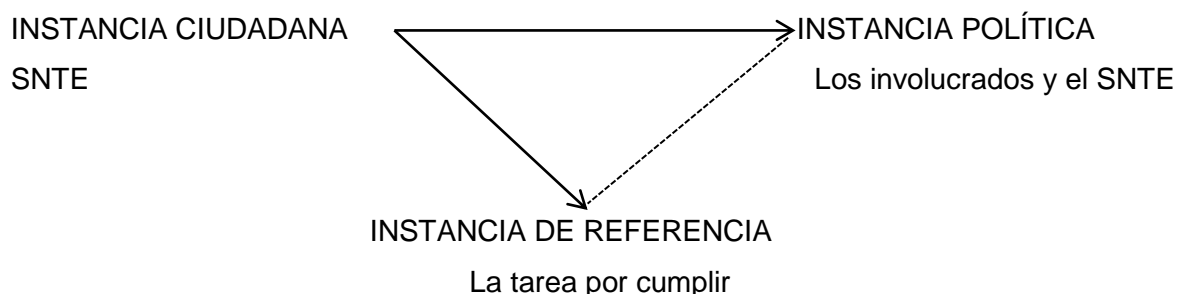 INSTANCIA CIUDADANA
INSTANCIA POLÍTICA
SNTE
Los involucrados y el SNTE
INSTANCIA DE REFERENCIA
La tarea por cumplir